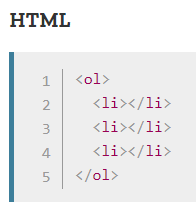 HTML
1 <ol>
2   <li></li>
3   <li></li>
4   <li></li>
5 </ol>